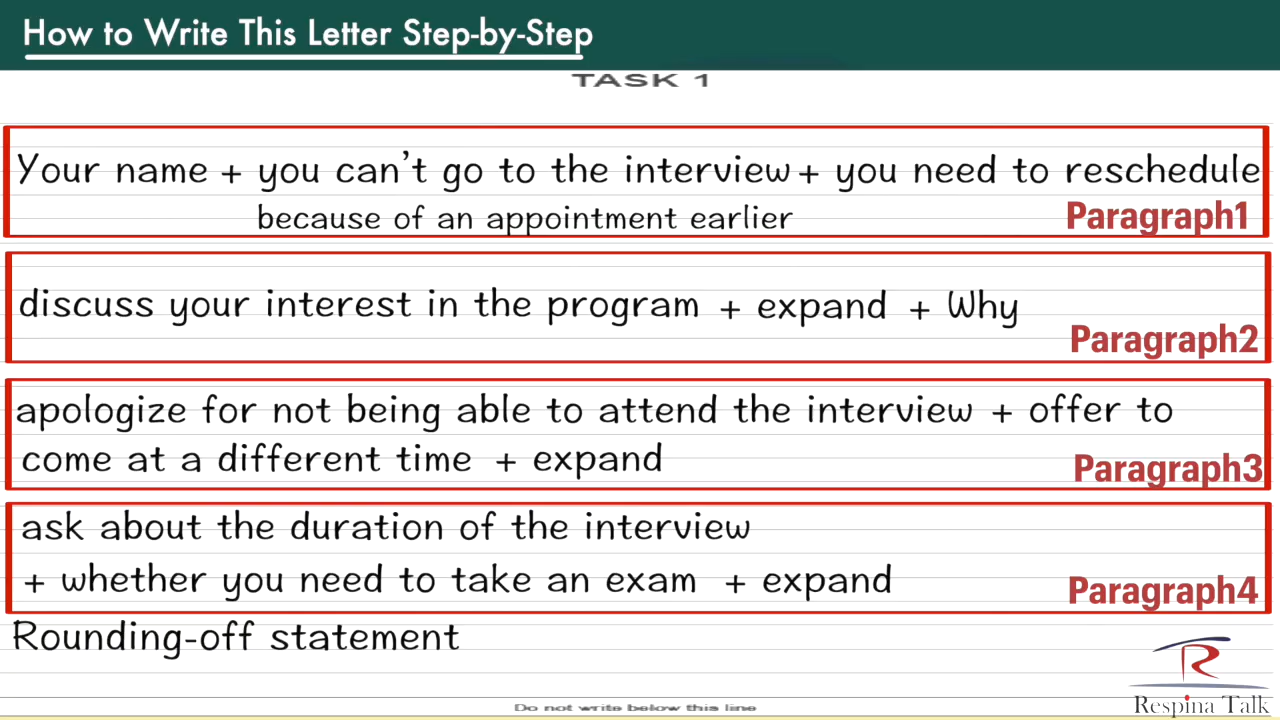 How to Write This Letter Step-by-Step
TASK 1
Your name + you can't go to the interview + you need to reschedule
because of an appointment earlier
Paragraph1
discuss your interest in the program + expand + Why
Paragraph2
apologize for not being able to attend the interview + offer to
come at a different time + expand
Paragraph3
ask about the duration of the interview
+ whether you need to take an exam + expand
Paragraph4
Rounding-off statement
Do not write below this line
Respina Talk